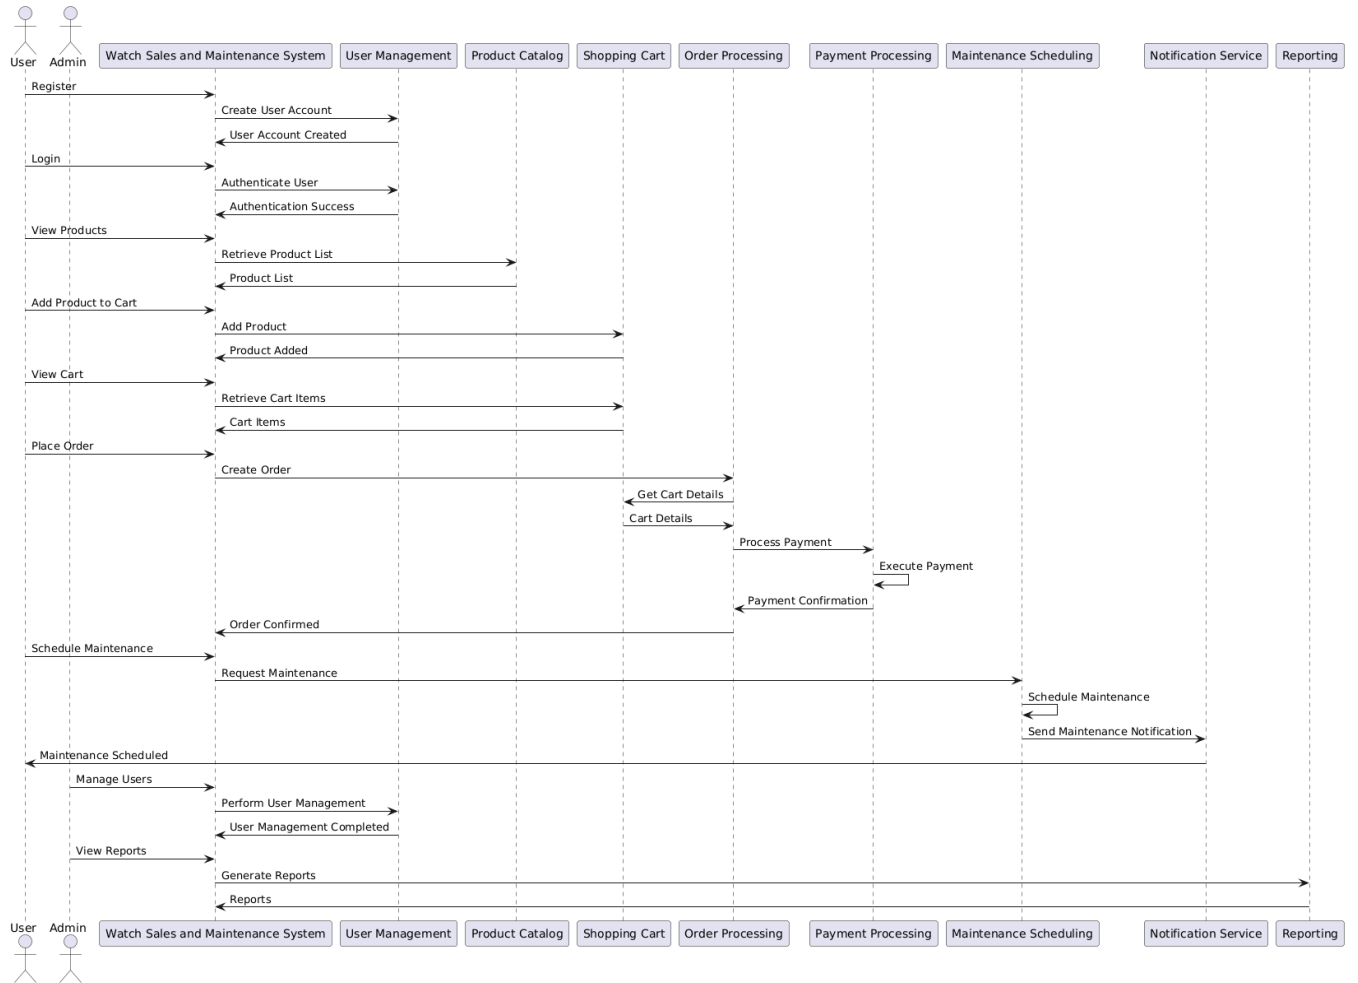 User Admin Watch Sales and Maintenance System User Management Product Catalog Shopping Cart Order Processing Payment Processing Maintenance Scheduling Notification Service Reporting
Register
Create User Account
User Account Created
Login
Authenticate User
Authentication Success
View Products
Retrieve Product List
Product List
Add Product to Cart
Add Product
Product Added
View Cart
Retrieve Cart Items
Cart Items
Place Order
Create Order
Get Cart Details
Cart Details
Process Payment
Execute Payment
Payment Confirmation
Order Confirmed
Schedule Maintenance
Request Maintenance
Schedule Maintenance
Send Maintenance Notification
Maintenance Scheduled
Manage Users
Perform User Management
User Management Completed
View Reports
Generate Reports
Reports
User Admin Watch Sales and Maintenance System User Management Product Catalog Shopping Cart Order Processing Payment Processing Maintenance Scheduling Notification Service Reporting